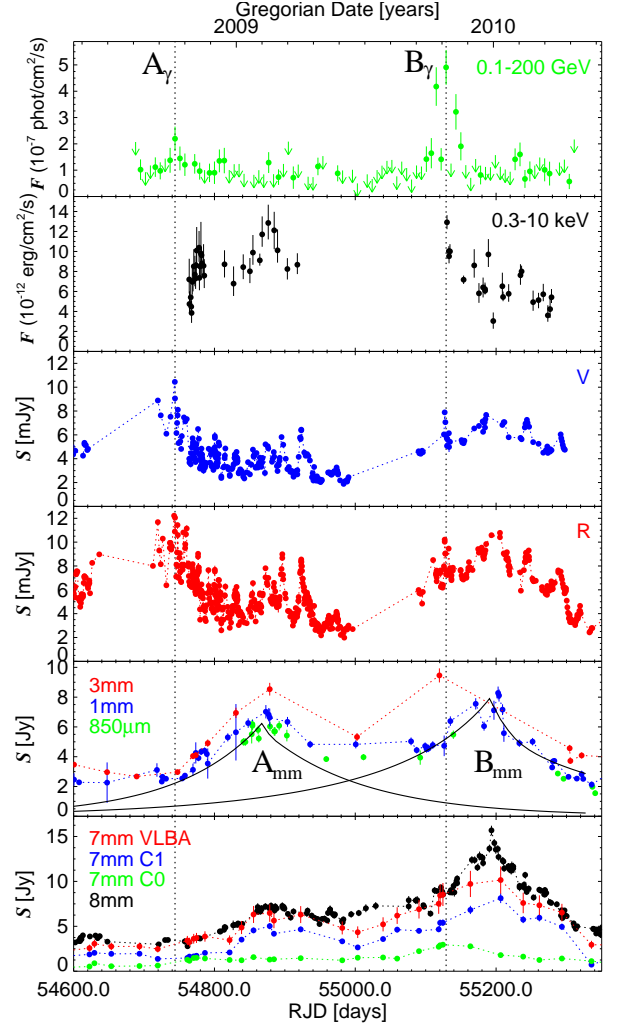 Gregorian Date [years]
2009 2010
Aγ Bγ 0.1-200 GeV
F (10⁻⁷ phot/cm²/s)
5
4
3
2
1
0
0.3-10 keV
F (10⁻¹² erg/cm²/s)
14
12
10
8
6
4
2
0
V
S [mJy]
12
10
8
6
4
2
0
R
S [mJy]
12
10
8
6
4
2
0
3mm
1mm
850μm
A_mm B_mm
S [Jy]
10
8
6
4
2
0
7mm VLBA
7mm C1
7mm C0
8mm
S [Jy]
15
10
5
0
54600.0 54800.0 55000.0 55200.0
RJD [days]